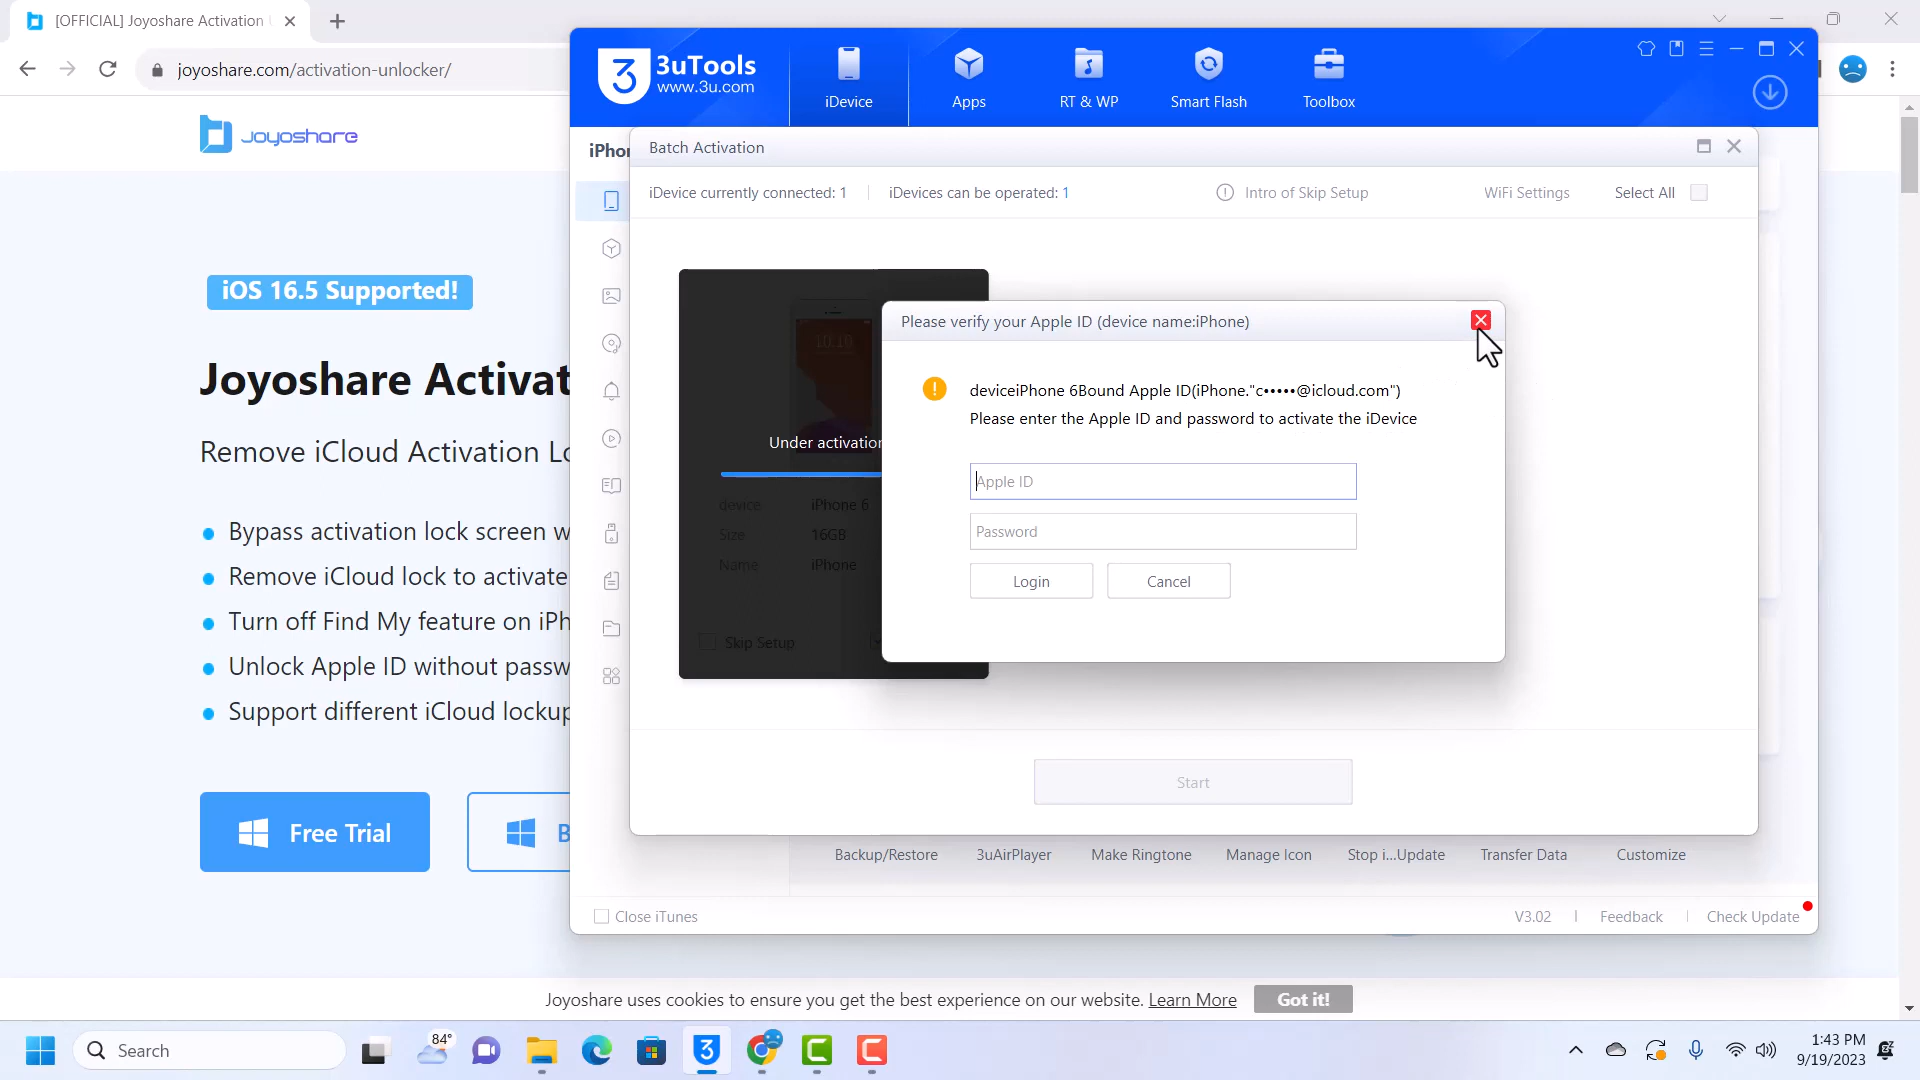 [OFFICIAL] Joyoshare Activation
joyoshare.com/activation-unlocker/
Joyoshare
iOS 16.5 Supported!
Joyoshare Activat
Remove iCloud Activation Lo
Bypass activation lock screen w
Remove iCloud lock to activate
Turn off Find My feature on iPh
Unlock Apple ID without passw
Support different iCloud lockup
Free Trial
B
3uTools
www.3u.com
iDevice
Apps
RT & WP
Smart Flash
Toolbox
iPhon
Batch Activation
iDevice currently connected: 1
iDevices can be operated: 1
Intro of Skip Setup
WiFi Settings
Select All
10:10
Under activation
device iPhone 6
Size 16GB
Name iPhone
Skip Setup
Please verify your Apple ID (device name:iPhone)
deviceiPhone 6Bound Apple ID(iPhone."c•••••@icloud.com")
Please enter the Apple ID and password to activate the iDevice
Apple ID
Password
Login
Cancel
Start
Backup/Restore
3uAirPlayer
Make Ringtone
Manage Icon
Stop i...Update
Transfer Data
Customize
Close iTunes
V3.02
Feedback
Check Update
Joyoshare uses cookies to ensure you get the best experience on our website. Learn More
Got it!
Search
84°
1:43 PM
9/19/2023